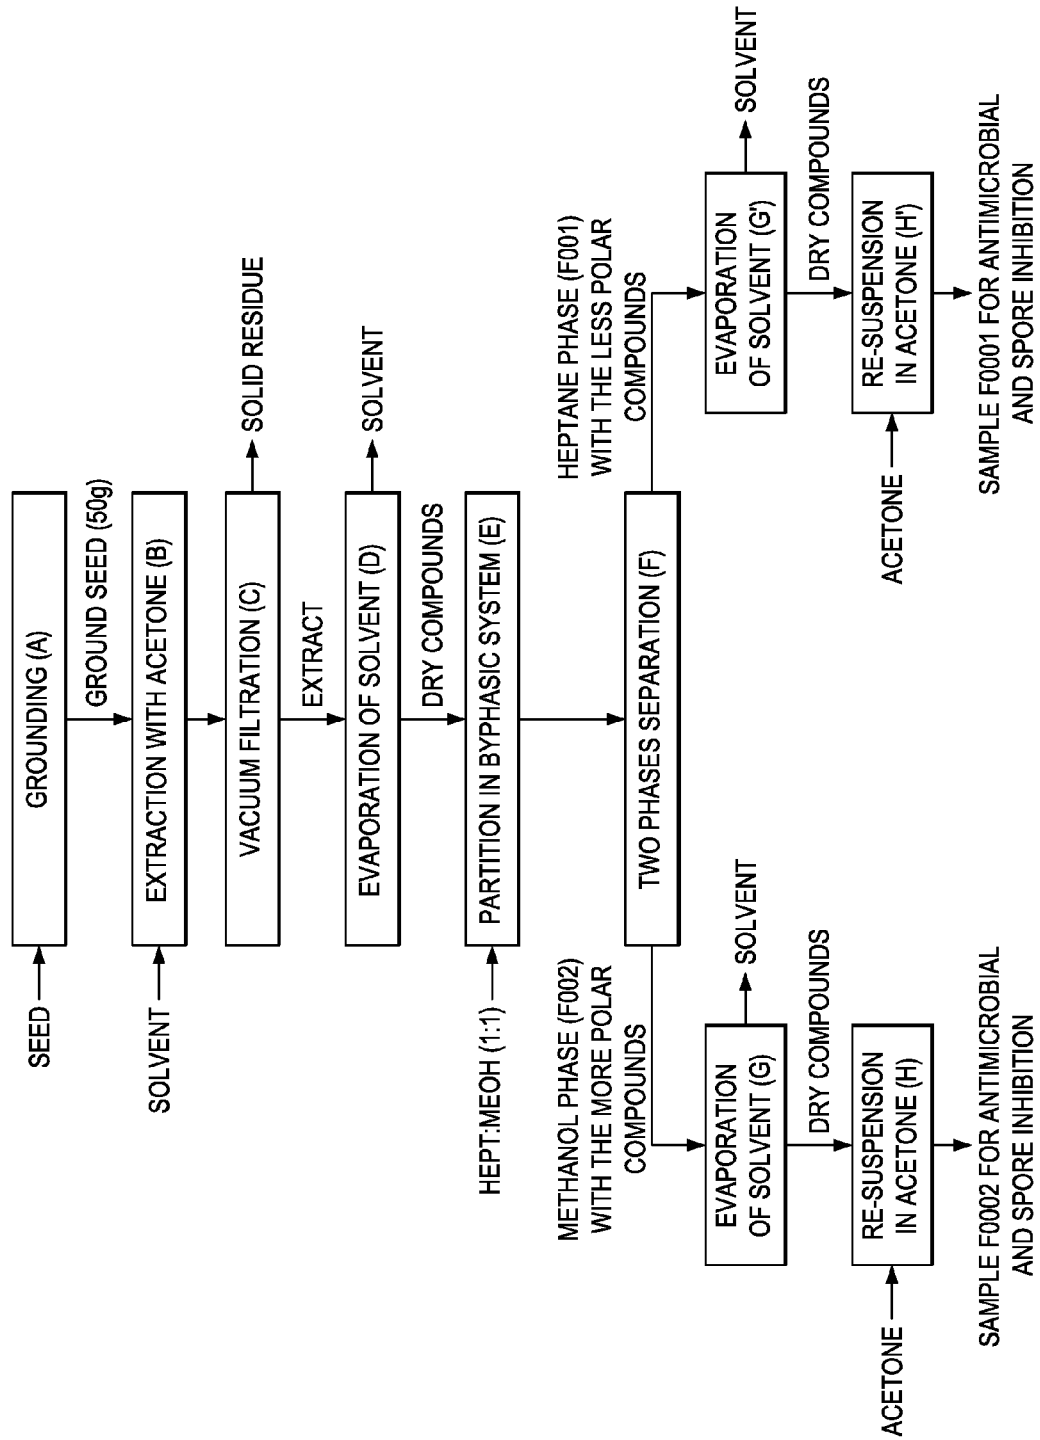 SEED
GROUNDING (A)
GROUND SEED (50g)
SOLVENT
EXTRACTION WITH ACETONE (B)
VACUUM FILTRATION (C)
SOLID RESIDUE
EXTRACT
EVAPORATION OF SOLVENT (D)
SOLVENT
DRY COMPOUNDS
HEPT:MEOH (1:1)
PARTITION IN BYPHASIC SYSTEM (E)
TWO PHASES SEPARATION (F)
METHANOL PHASE (F002)
WITH THE MORE POLAR
COMPOUNDS
EVAPORATION
OF SOLVENT (G)
SOLVENT
DRY COMPOUNDS
ACETONE
RE-SUSPENSION
IN ACETONE (H)
SAMPLE F0002 FOR ANTIMICROBIAL
AND SPORE INHIBITION
HEPTANE PHASE (F001)
WITH THE LESS POLAR
COMPOUNDS
EVAPORATION
OF SOLVENT (G')
SOLVENT
DRY COMPOUNDS
ACETONE
RE-SUSPENSION
IN ACETONE (H')
SAMPLE F0001 FOR ANTIMICROBIAL
AND SPORE INHIBITION